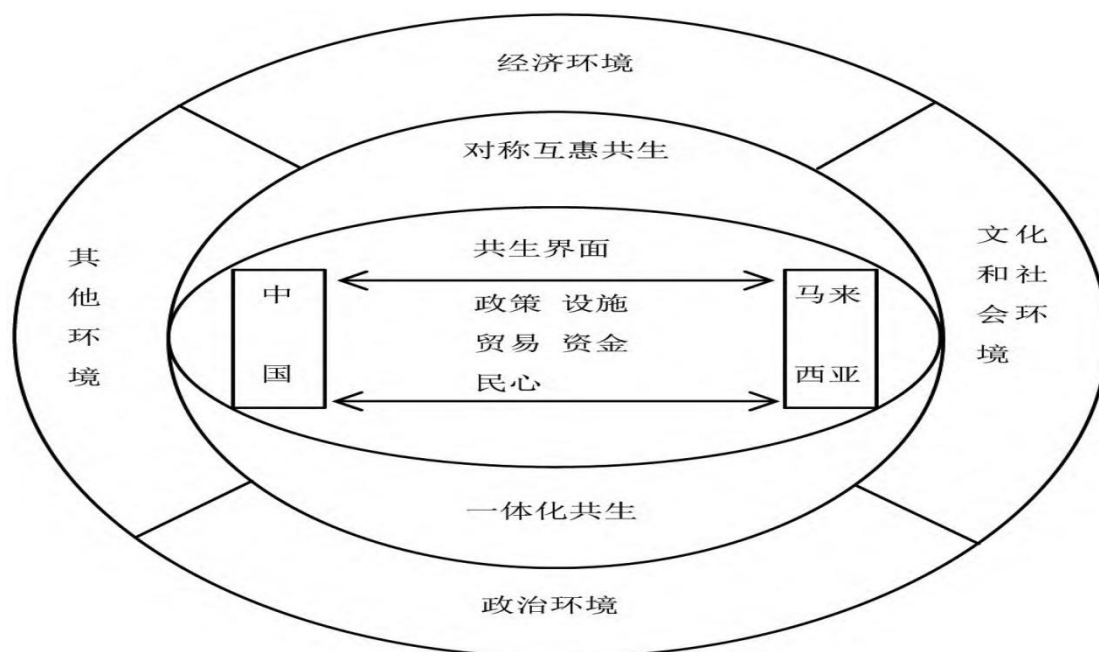 经济环境
对称互惠共生
其他环境
共生界面
中国
政策 设施
贸易 资金
民心
马来
西亚
文化
和社
会环
境
一体化共生
政治环境